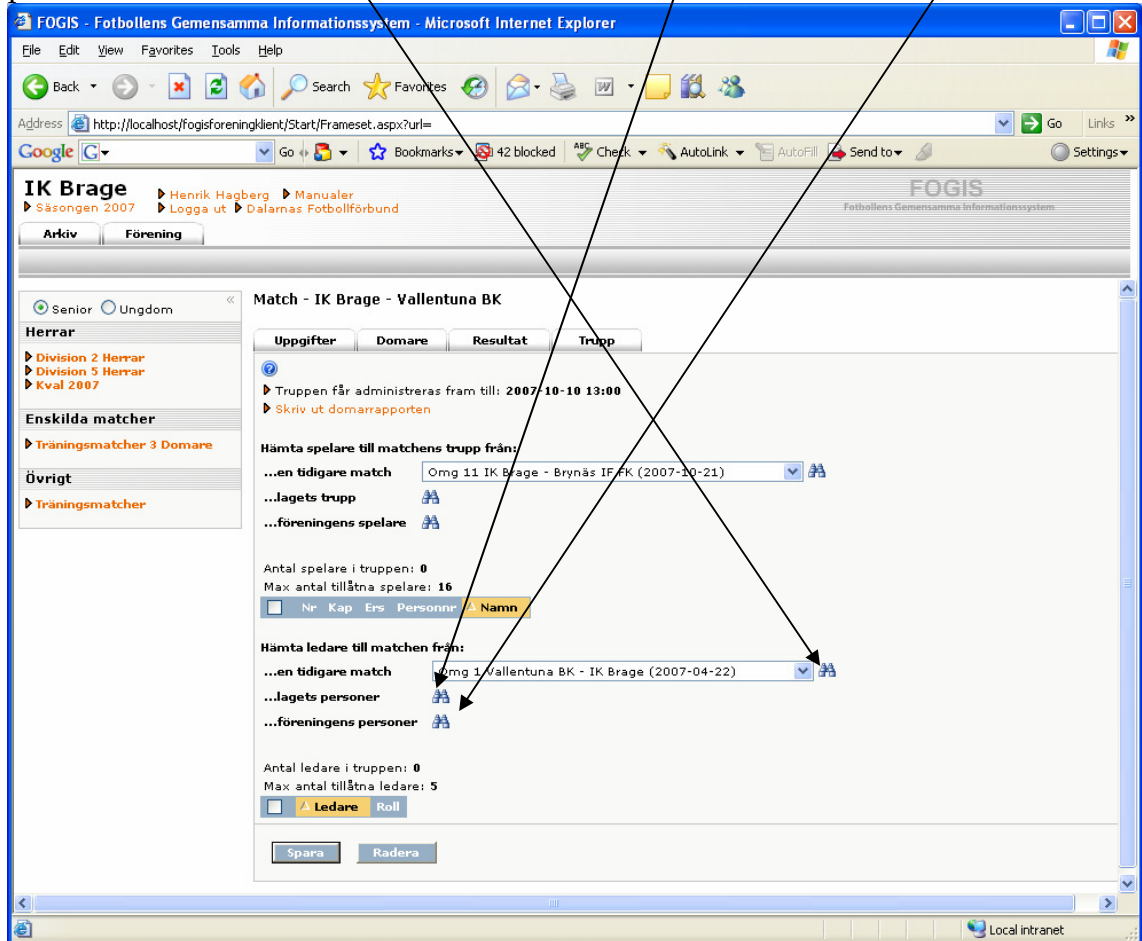 FOGIS - Fotbollens Gemensamma Informationssystem - Microsoft Internet Explorer
File Edit View Favorites Tools Help
Back Search Favorites
Address http://localhost/fogisforeningklient/Start/Frameset.aspx?url= Go Links »
Google G Go Bookmarks 42 blocked ABC Check AutoLink AutoFill Send to Settings
IK Brage Henrik Hagberg Manualer FOGIS
Säsongen 2007 Logga ut Dalarnas Fotbollförbund Fotbollens Gemensamma Informationssystem
Arkiv Förening
Senior Ungdom «
Herrar
Division 2 Herrar
Division 5 Herrar
Kval 2007
Enskilda matcher
Träningsmatcher 3 Domare
Övrigt
Träningsmatcher
Match - IK Brage - Vallentuna BK
Uppgifter Domare Resultat Trupp
Truppen får administreras fram till: 2007-10-10 13:00
Skriv ut domarrapporten
Hämta spelare till matchens trupp från:
...en tidigare match Omg 11 IK Brage - Brynäs IF FK (2007-10-21)
...lagets trupp
...föreningens spelare
Antal spelare i truppen: 0
Max antal tillåtna spelare: 16
Nr Kap Ers Personnr Namn
Hämta ledare till matchen från:
...en tidigare match Omg 1 Vallentuna BK - IK Brage (2007-04-22)
...lagets personer
...föreningens personer
Antal ledare i truppen: 0
Max antal tillåtna ledare: 5
Ledare Roll
Spara Radera
Local intranet